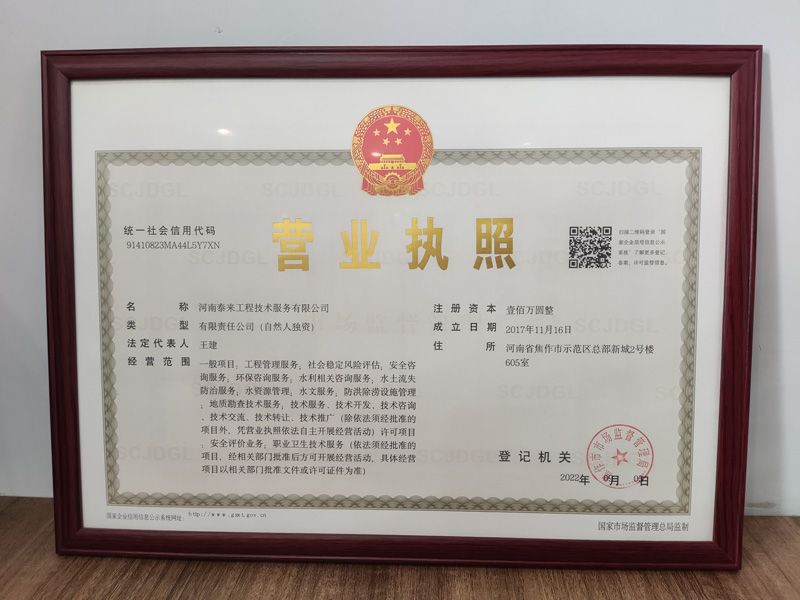 统一社会信用代码
91410823MA44L5Y7XN
营业执照
扫描二维码登录‘国
家企业信用信息公示
系统’了解更多登记、
备案、许可监管信息。
名称 河南泰来工程技术服务有限公司
类型 有限责任公司（自然人独资）
法定代表人 王建
经营范围 一般项目，工程管理服务，社会稳定风险评估，安全咨
询服务，环保咨询服务，水利相关咨询服务，水土流失
防治服务，水资源管理，水文服务，防洪除涝设施管理
，地质勘查技术服务，技术服务、技术开发、技术咨询
、技术交流、技术转让、技术推广（除依法须经批准的
项目外，凭营业执照依法自主开展经营活动）许可项目
，安全评价业务，职业卫生技术服务（依法须经批准的
项目，经相关部门批准后方可开展经营活动，具体经营
项目以相关部门批准文件或许可证件为准）
注册资本 壹佰万圆整
成立日期 2017年11月16日
住所 河南省焦作市示范区总部新城2号楼
605室
登记机关
2022年 月 日
国家企业信用信息公示系统网址：http://www.gsxt.gov.cn
国家市场监督管理总局监制